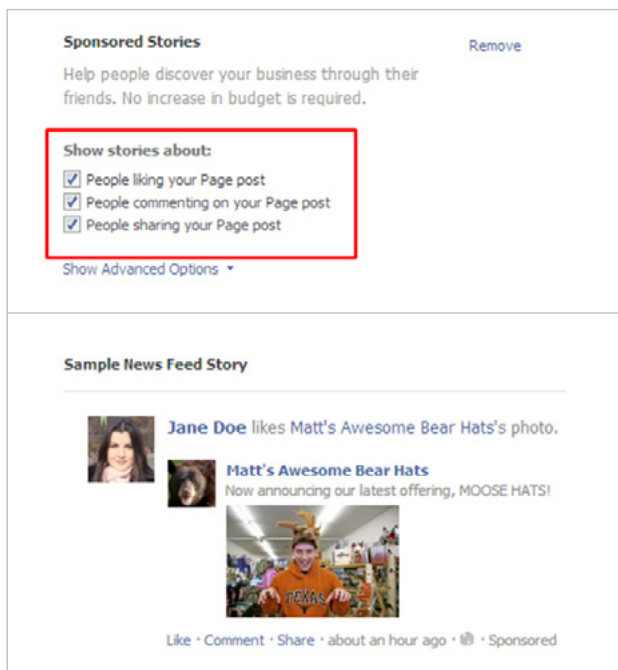 Sponsored Stories
Remove
Help people discover your business through their
friends. No increase in budget is required.
Show stories about:
People liking your Page post
People commenting on your Page post
People sharing your Page post
Show Advanced Options
Sample News Feed Story
Jane Doe likes Matt's Awesome Bear Hats's photo.
Matt's Awesome Bear Hats
Now announcing our latest offering, MOOSE HATS!
TEXAS
Like · Comment · Share · about an hour ago · · Sponsored